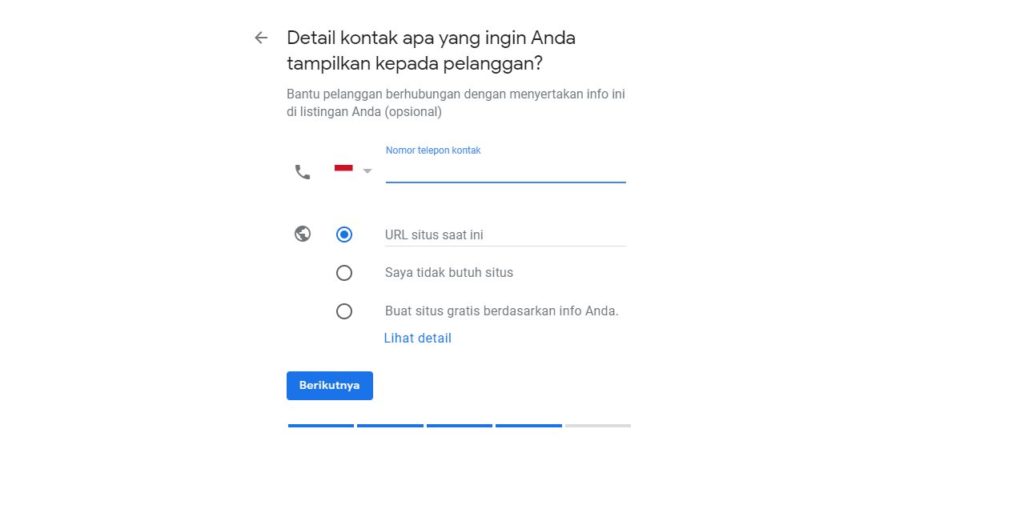 Detail kontak apa yang ingin Anda
tampilkan kepada pelanggan?
Bantu pelanggan berhubungan dengan menyertakan info ini
di listingan Anda (opsional)
Nomor telepon kontak
URL situs saat ini
Saya tidak butuh situs
Buat situs gratis berdasarkan info Anda.
Lihat detail
Berikutnya